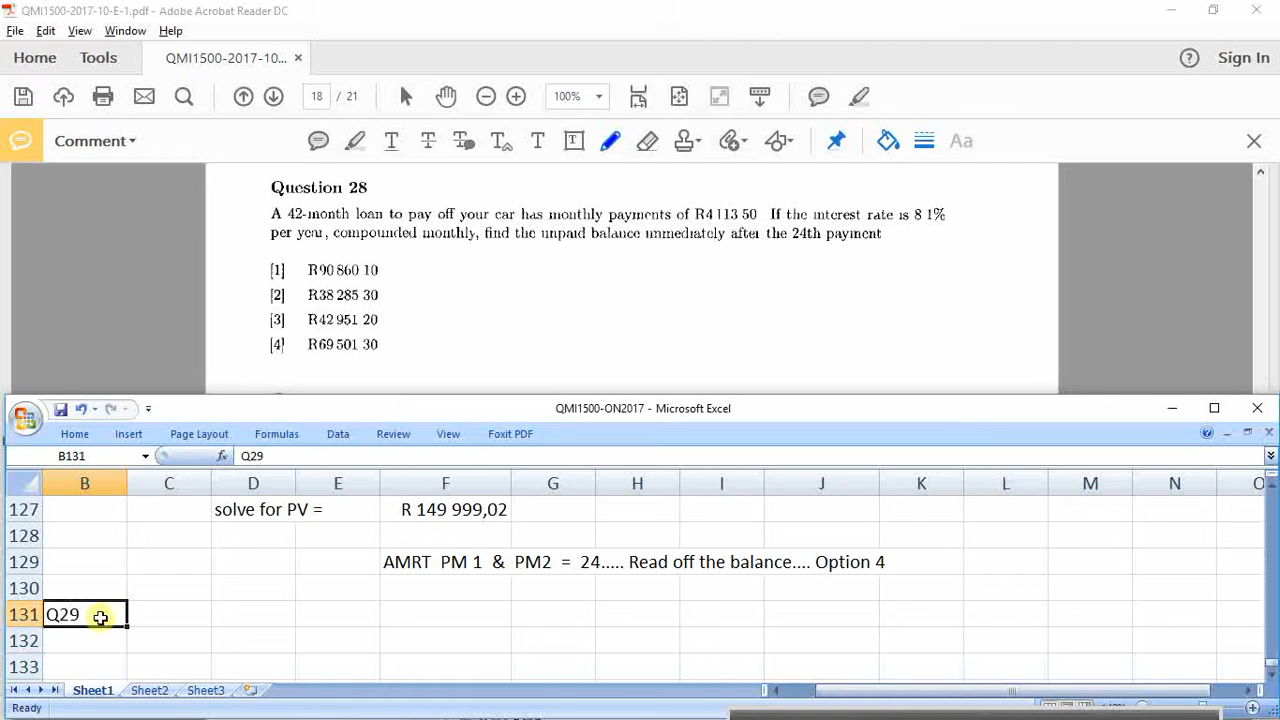 QMI1500-2017-10-E-1.pdf - Adobe Acrobat Reader DC
File Edit View Window Help
Home Tools QMI1500-2017-10... × Sign In
18 / 21 100%
Comment Aa
Question 28
A 42-month loan to pay off your car has monthly payments of R4 113 50 If the interest rate is 8 1%
per year, compounded monthly, find the unpaid balance immediately after the 24th payment
[1] R90 860 10
[2] R38 285 30
[3] R42 951 20
[4] R69 501 30
QMI1500-ON2017 - Microsoft Excel
Home Insert Page Layout Formulas Data Review View Foxit PDF
B131 fx Q29
B C D E F G H I J K L M N O
127 solve for PV = R 149 999,02
128
129 AMRT PM 1 & PM2 = 24..... Read off the balance.... Option 4
130
131 Q29
132
133
Sheet1 Sheet2 Sheet3
Ready